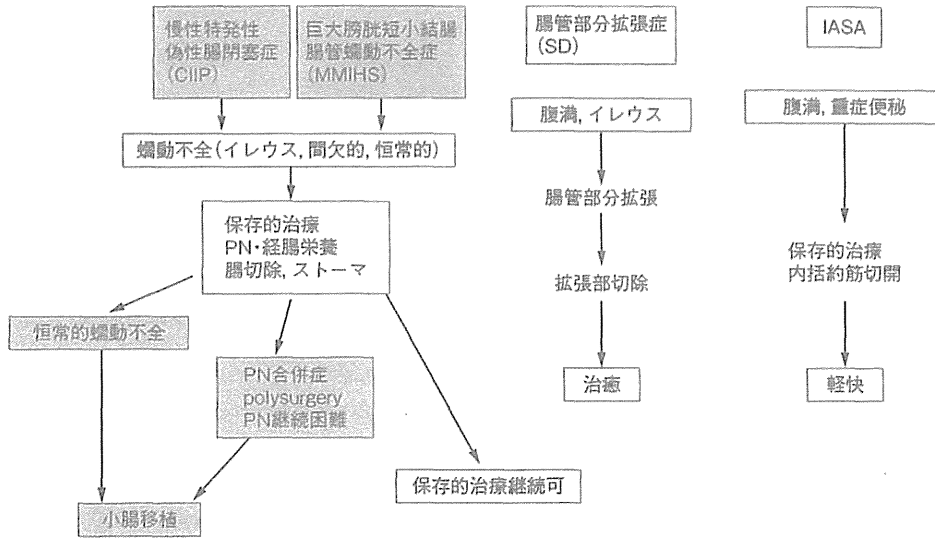 慢性特発性
偽性腸閉塞症
(CIIP)
巨大膀胱短小結腸
腸管蠕動不全症
(MMIHS)
蠕動不全(イレウス, 間欠的, 恒常的)
保存的治療
PN・経腸栄養
腸切除, ストーマ
恒常的蠕動不全
PN合併症
polysurgery
PN継続困難
小腸移植
保存的治療継続可
腸管部分拡張症
(SD)
腹満, イレウス
腸管部分拡張
拡張部切除
治癒
IASA
腹満, 重症便秘
保存的治療
内括約筋切開
軽快